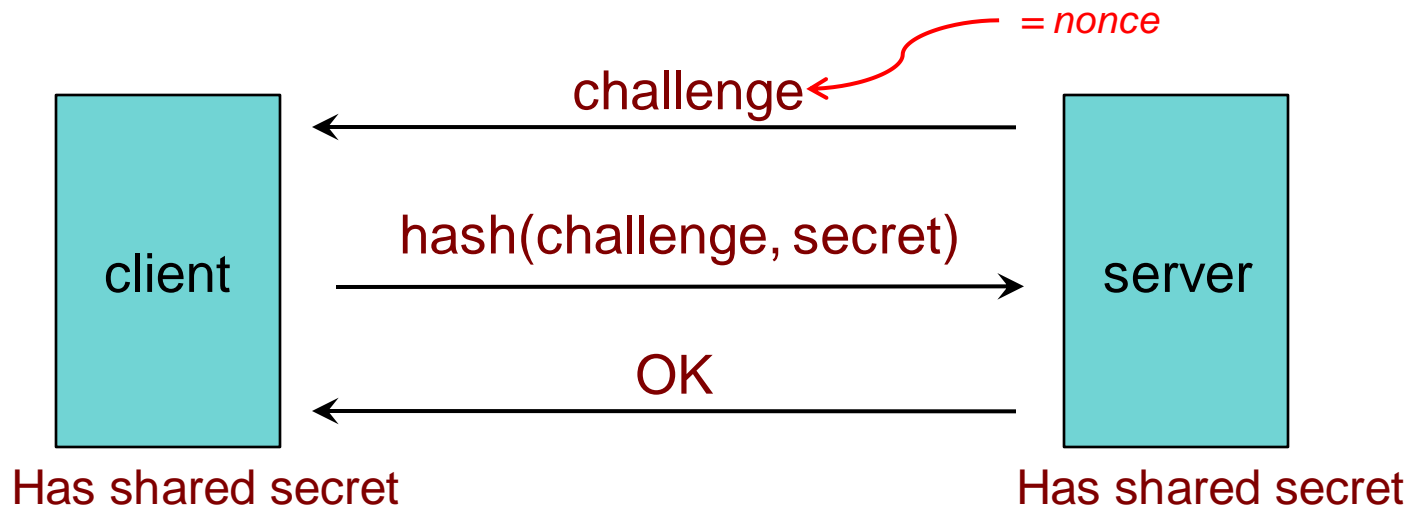 = nonce
challenge
hash(challenge, secret)
client
server
OK
Has shared secret
Has shared secret